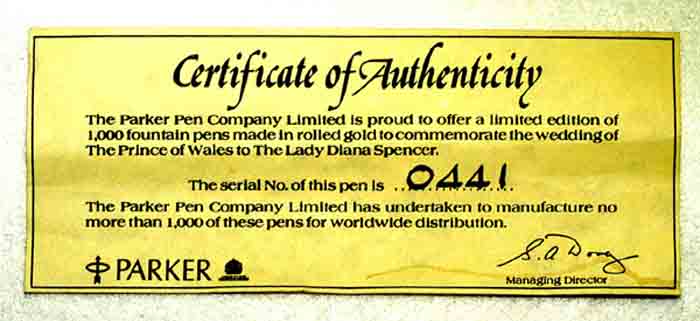 Certificate of Authenticity
The Parker Pen Company Limited is proud to offer a limited edition of
1,000 fountain pens made in rolled gold to commemorate the wedding of
The Prince of Wales to The Lady Diana Spencer.
The serial No. of this pen is ..0441..
The Parker Pen Company Limited has undertaken to manufacture no
more than 1,000 of these pens for worldwide distribution.
PARKER
Managing Director